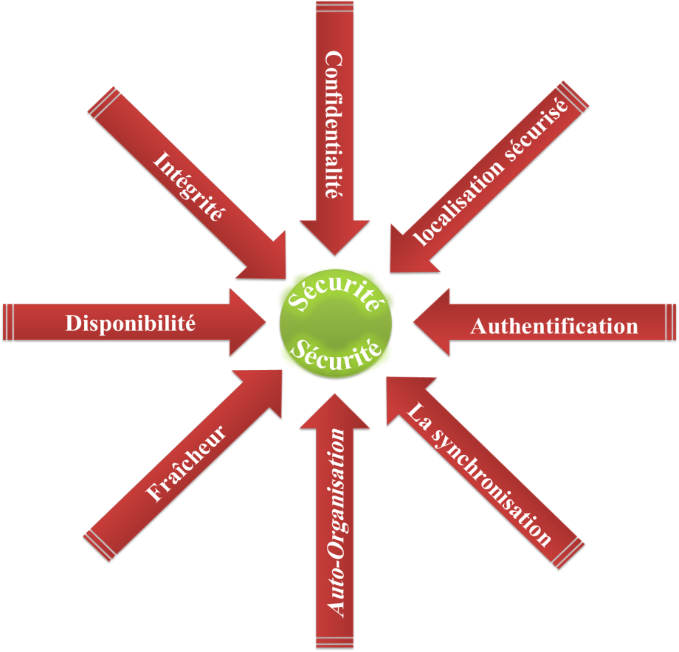 Confidentialité
localisation sécurisé
Intégrité
Sécurité
Disponibilité
Authentification
Sécurité
Fraîcheur
La synchronisation
Auto-Organisation